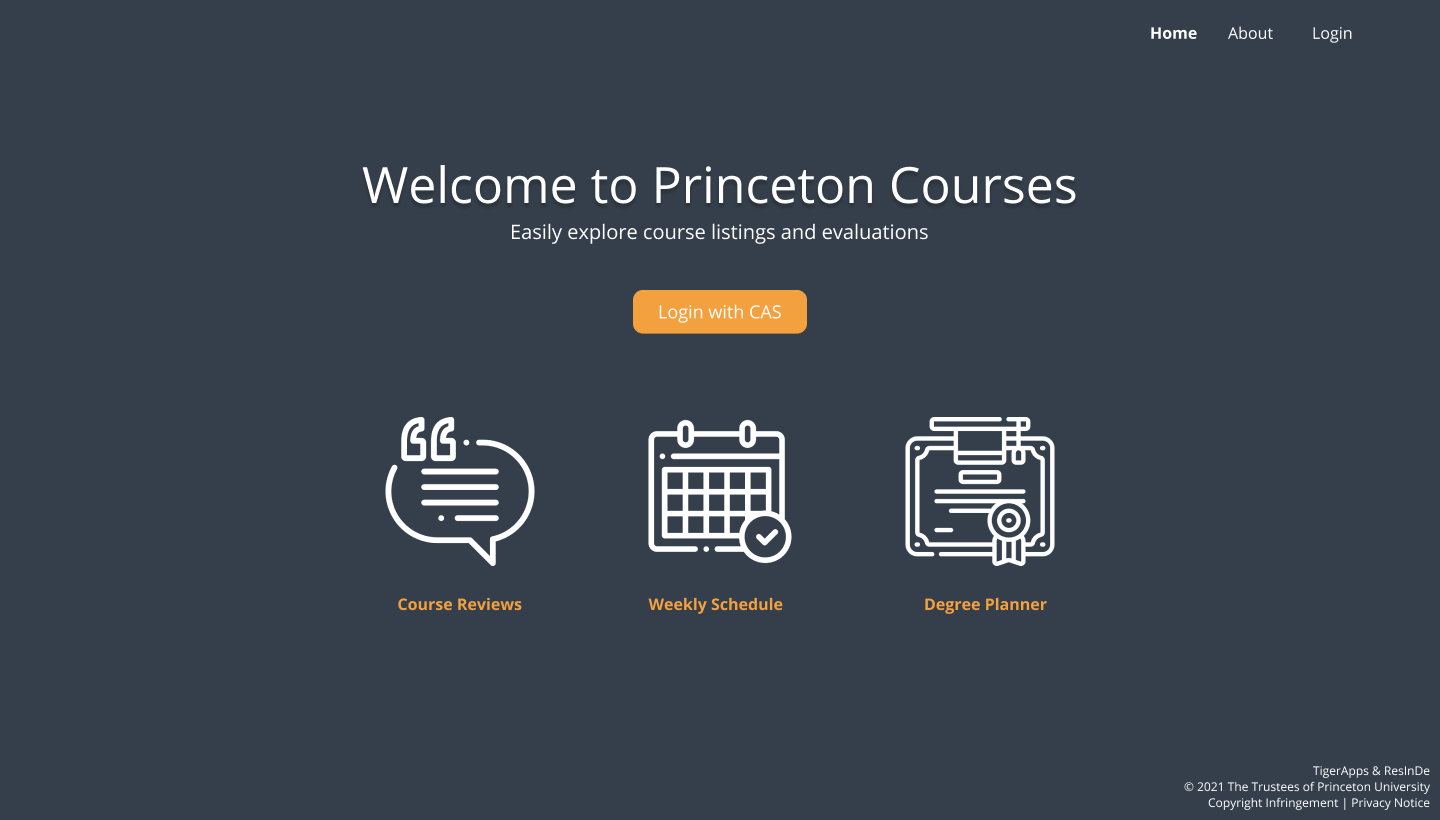 Home About Login
Welcome to Princeton Courses
Easily explore course listings and evaluations
Login with CAS
Course Reviews Weekly Schedule Degree Planner
TigerApps & ResInDe
© 2021 The Trustees of Princeton University
Copyright Infringement | Privacy Notice